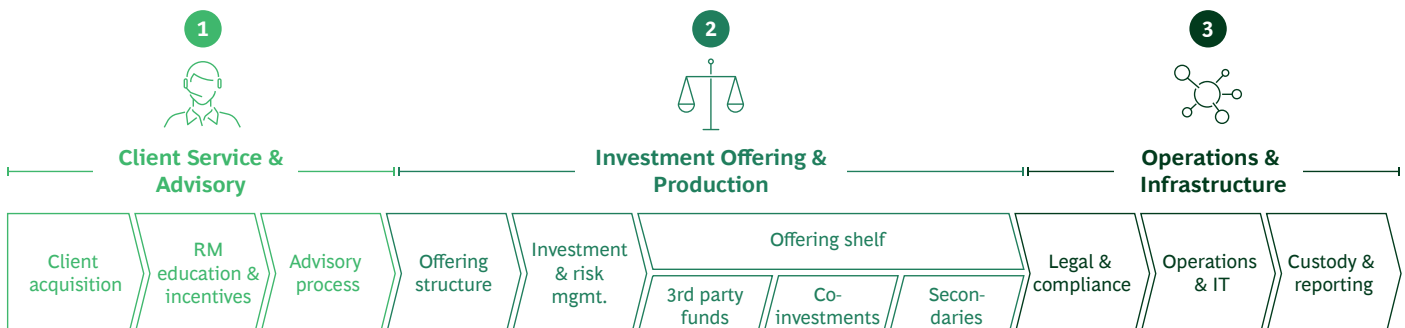 1
2
3
Client Service &
Advisory
Investment Offering &
Production
Operations &
Infrastructure
Client
acquisition
RM
education &
incentives
Advisory
process
Offering
structure
Investment
& risk
mgmt.
Offering shelf
3rd party
funds
Co-
investments
Secon-
daries
Legal &
compliance
Operations
& IT
Custody &
reporting